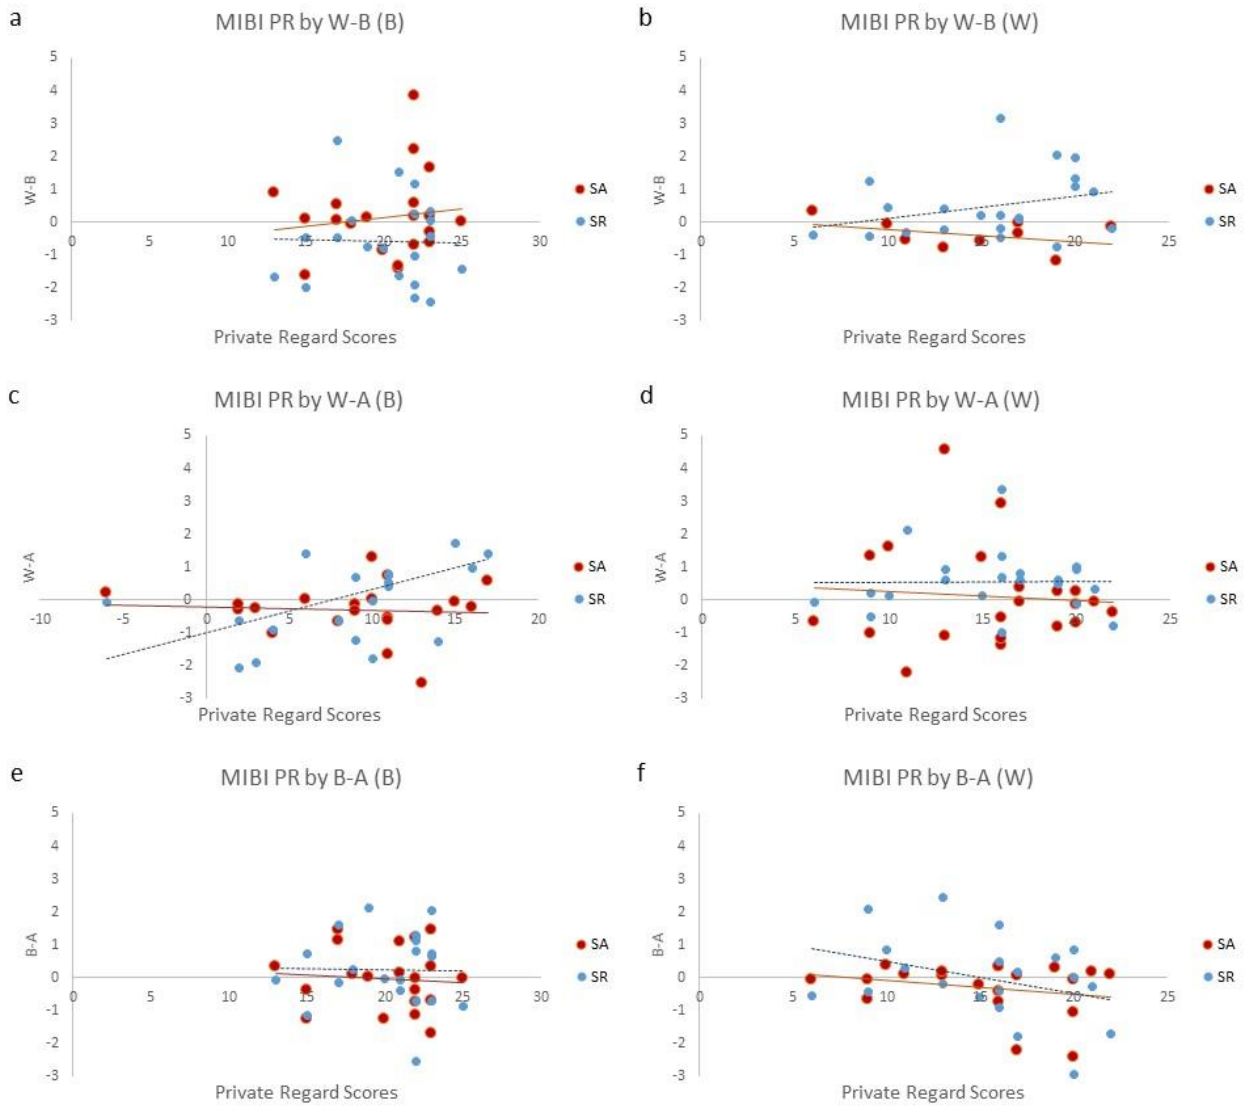 a
MIBI PR by W-B (B)
5
4
3
2
1
0
-1
-2
-3
0
5
10
15
20
25
30
W-B
Private Regard Scores
SA
SR
b
MIBI PR by W-B (W)
5
4
3
2
1
0
-1
-2
-3
0
5
10
15
20
25
W-B
Private Regard Scores
SA
SR
c
MIBI PR by W-A (B)
5
4
3
2
1
0
-1
-2
-3
-10
-5
0
5
10
15
20
W-A
Private Regard Scores
SA
SR
d
MIBI PR by W-A (W)
5
4
3
2
1
0
-1
-2
-3
0
5
10
15
20
25
W-A
Private Regard Scores
SA
SR
e
MIBI PR by B-A (B)
5
4
3
2
1
0
-1
-2
-3
0
5
10
15
20
25
30
B-A
Private Regard Scores
SA
SR
f
MIBI PR by B-A (W)
5
4
3
2
1
0
-1
-2
-3
0
5
10
15
20
25
B-A
Private Regard Scores
SA
SR